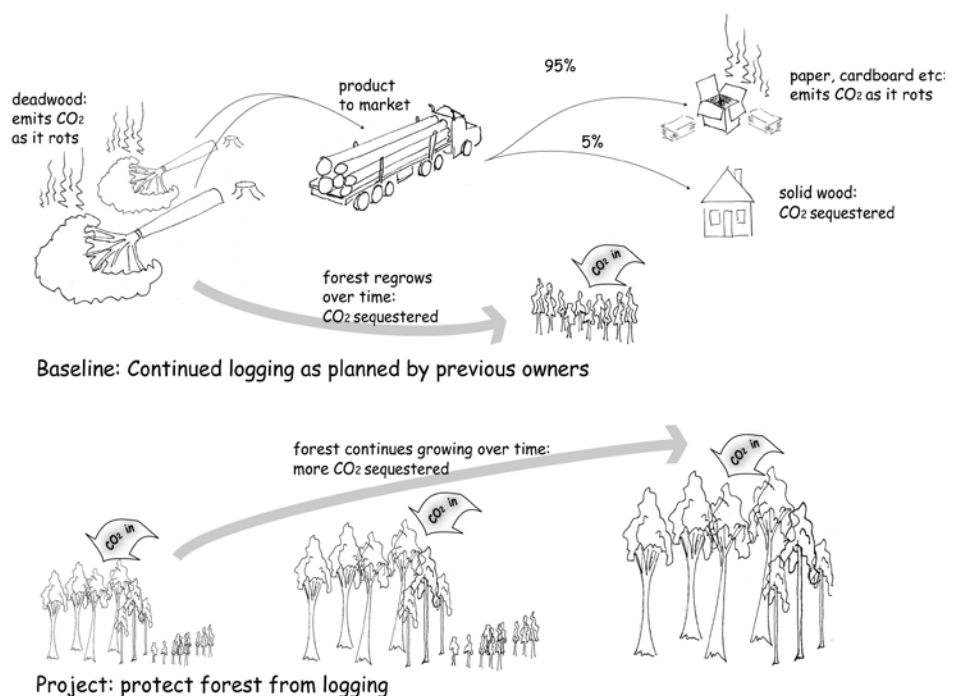 deadwood:
emits CO2
as it rots
product
to market
95%
5%
paper, cardboard etc:
emits CO2 as it rots
solid wood:
CO2 sequestered
forest regrows
over time:
CO2 sequestered
CO2 in
Baseline: Continued logging as planned by previous owners
forest continues growing over time:
more CO2 sequestered
CO2 in
CO2 in
CO2 in
Project: protect forest from logging